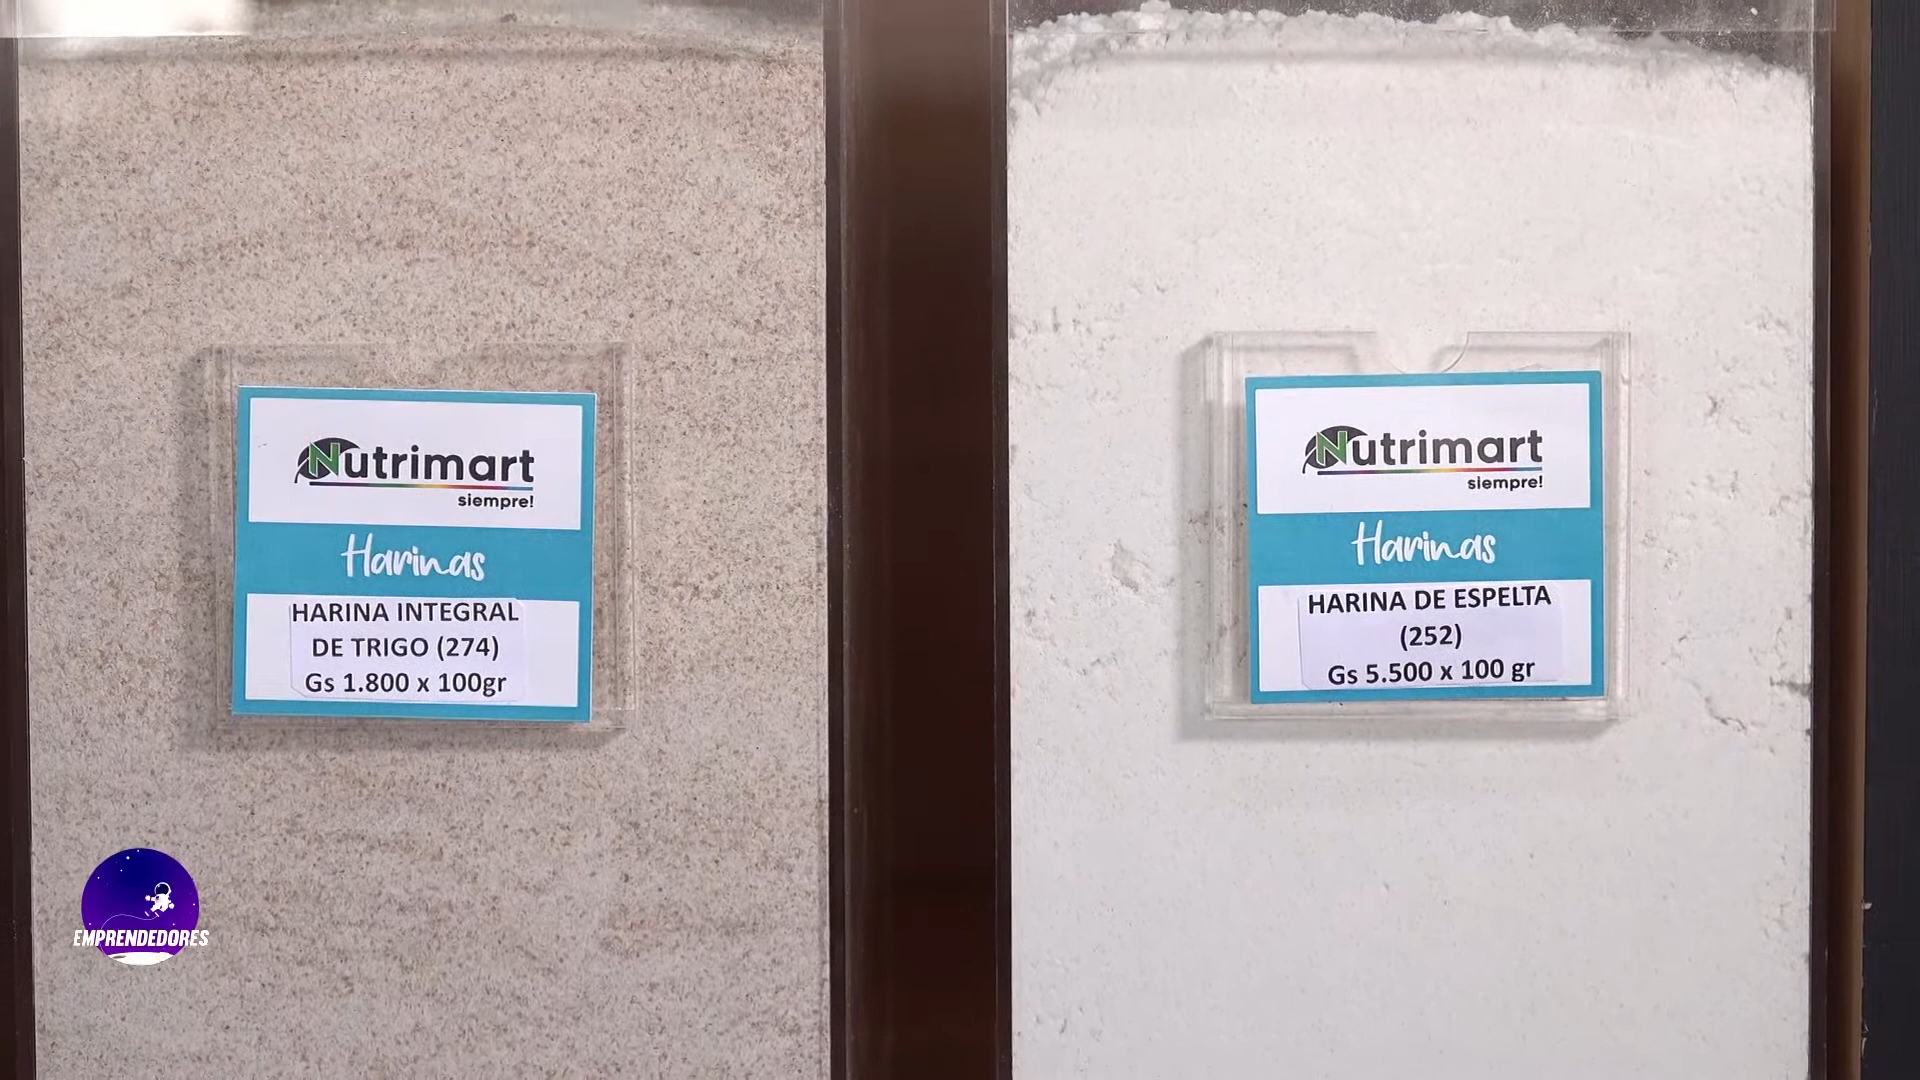 Nutrimart
siempre!
Harinas
HARINA INTEGRAL
DE TRIGO (274)
Gs 1.800 x 100gr
Nutrimart
siempre!
Harinas
HARINA DE ESPELTA
(252)
Gs 5.500 x 100 gr
EMPRENDEDORES